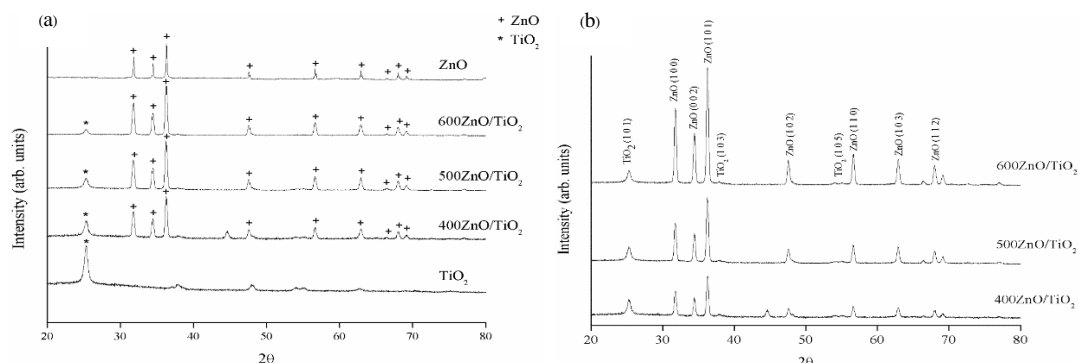 (a)
+ ZnO
* TiO2
ZnO
600ZnO/TiO2
500ZnO/TiO2
400ZnO/TiO2
TiO2
Intensity (arb. units)
20 30 40 50 60 70 80
2θ
(b)
TiO2 (1 0 1)
ZnO (1 0 0)
ZnO (0 0 2)
ZnO (1 0 1)
TiO2 (1 0 3)
ZnO (1 0 2)
TiO2 (1 0 5)
ZnO (1 1 0)
ZnO (1 0 3)
ZnO (1 1 2)
600ZnO/TiO2
500ZnO/TiO2
400ZnO/TiO2
Intensity (arb. units)
20 30 40 50 60 70 80
2θ